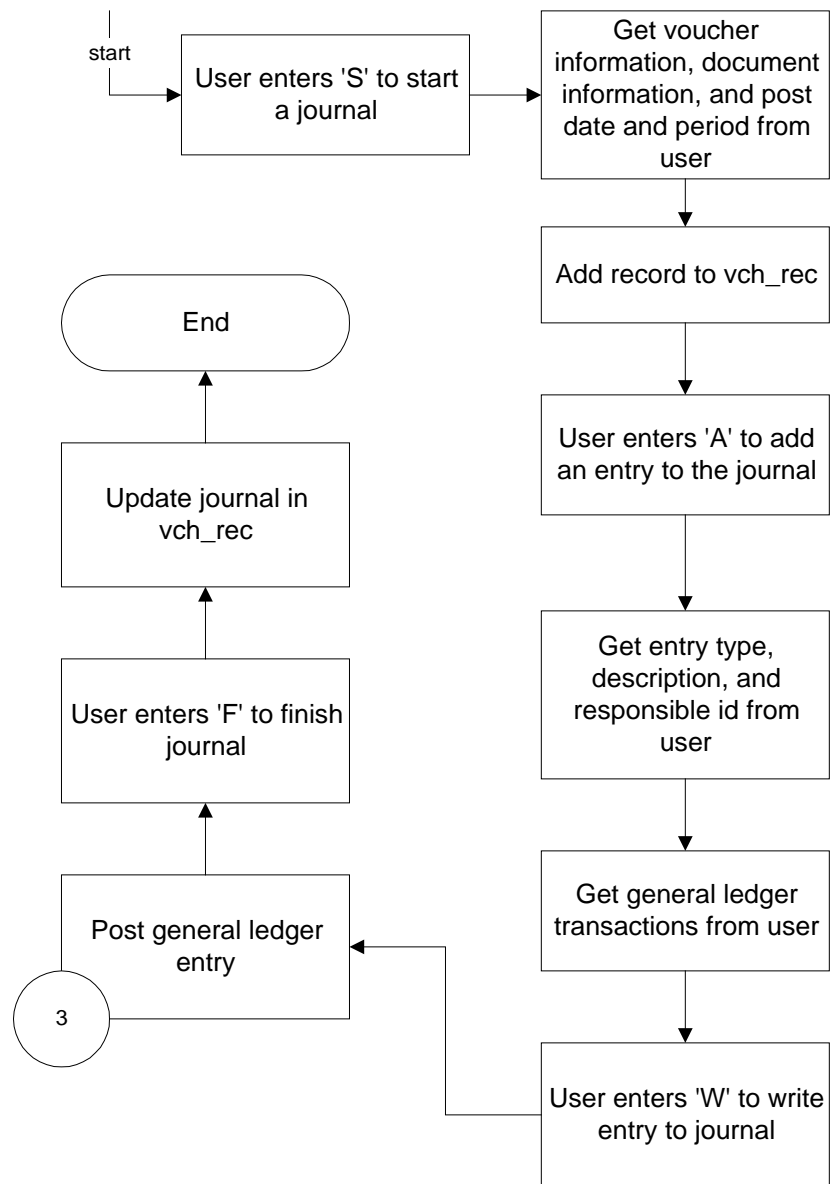 start
User enters 'S' to start
a journal
Get voucher
information, document
information, and post
date and period from
user
Add record to vch_rec
User enters 'A' to add
an entry to the journal
Get entry type,
description, and
responsible id from
user
Get general ledger
transactions from user
User enters 'W' to write
entry to journal
Post general ledger
entry
3
User enters 'F' to finish
journal
Update journal in
vch_rec
End